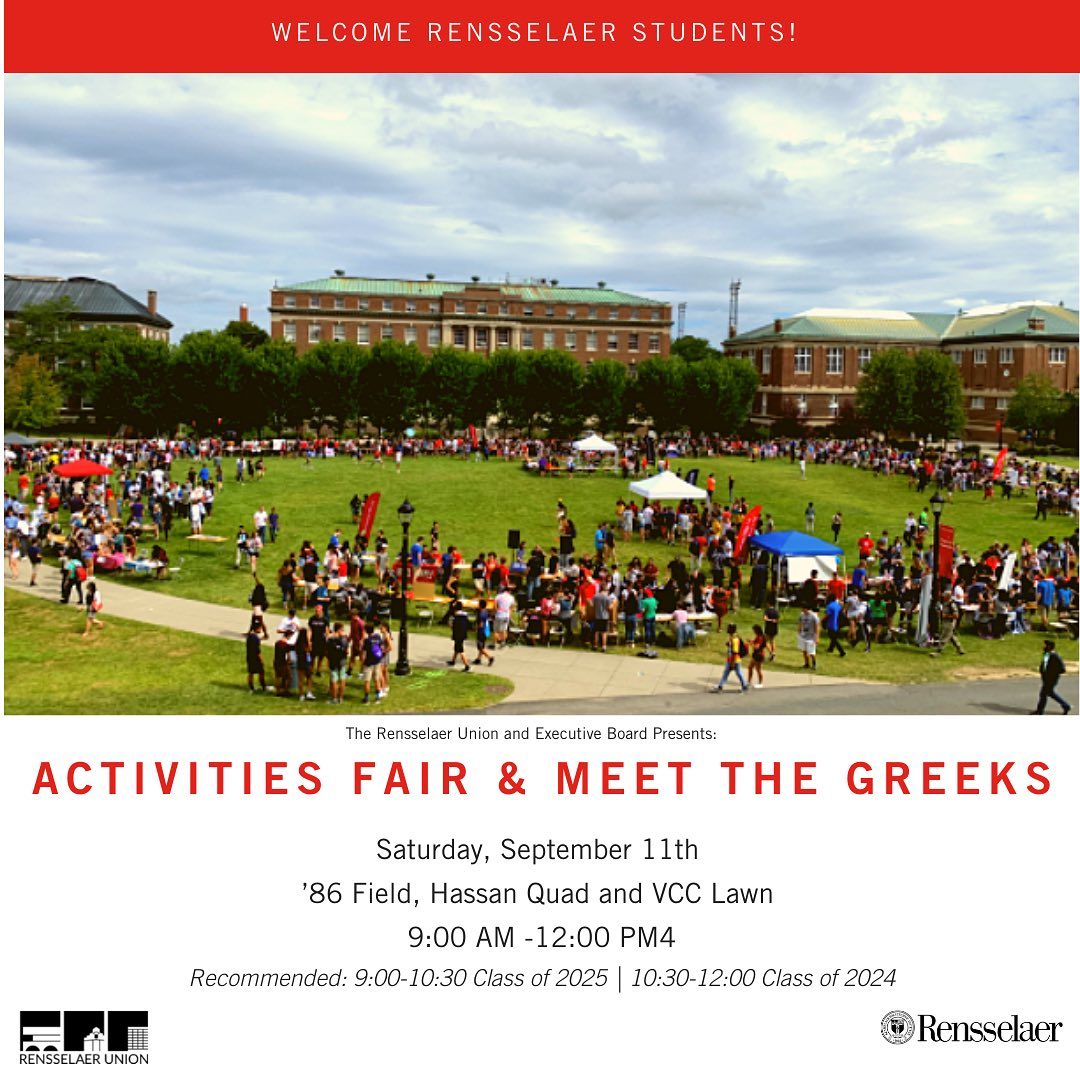 WELCOME RENSSELAER STUDENTS!
The Rensselaer Union and Executive Board Presents:
ACTIVITIES FAIR & MEET THE GREEKS
Saturday, September 11th
’86 Field, Hassan Quad and VCC Lawn
9:00 AM -12:00 PM4
Recommended: 9:00-10:30 Class of 2025 | 10:30-12:00 Class of 2024
RENSSELAER UNION
Rensselaer